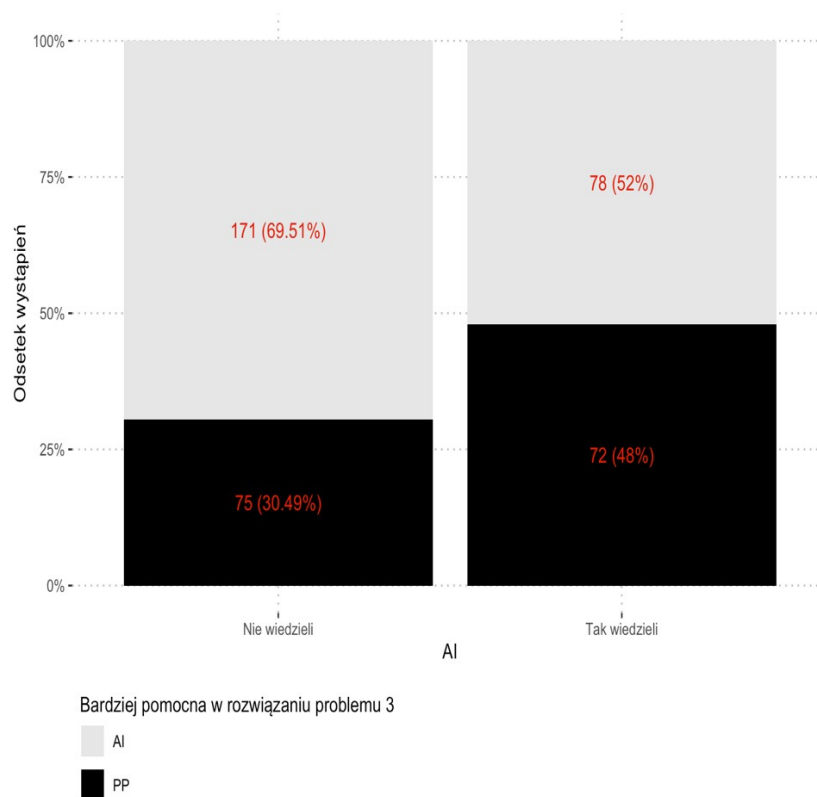 100%
75%
50%
25%
0%
Odsetek wystąpień
171 (69.51%)
75 (30.49%)
78 (52%)
72 (48%)
Nie wiedzieli
Tak wiedzieli
AI
Bardziej pomocna w rozwiązaniu problemu 3
AI
PP